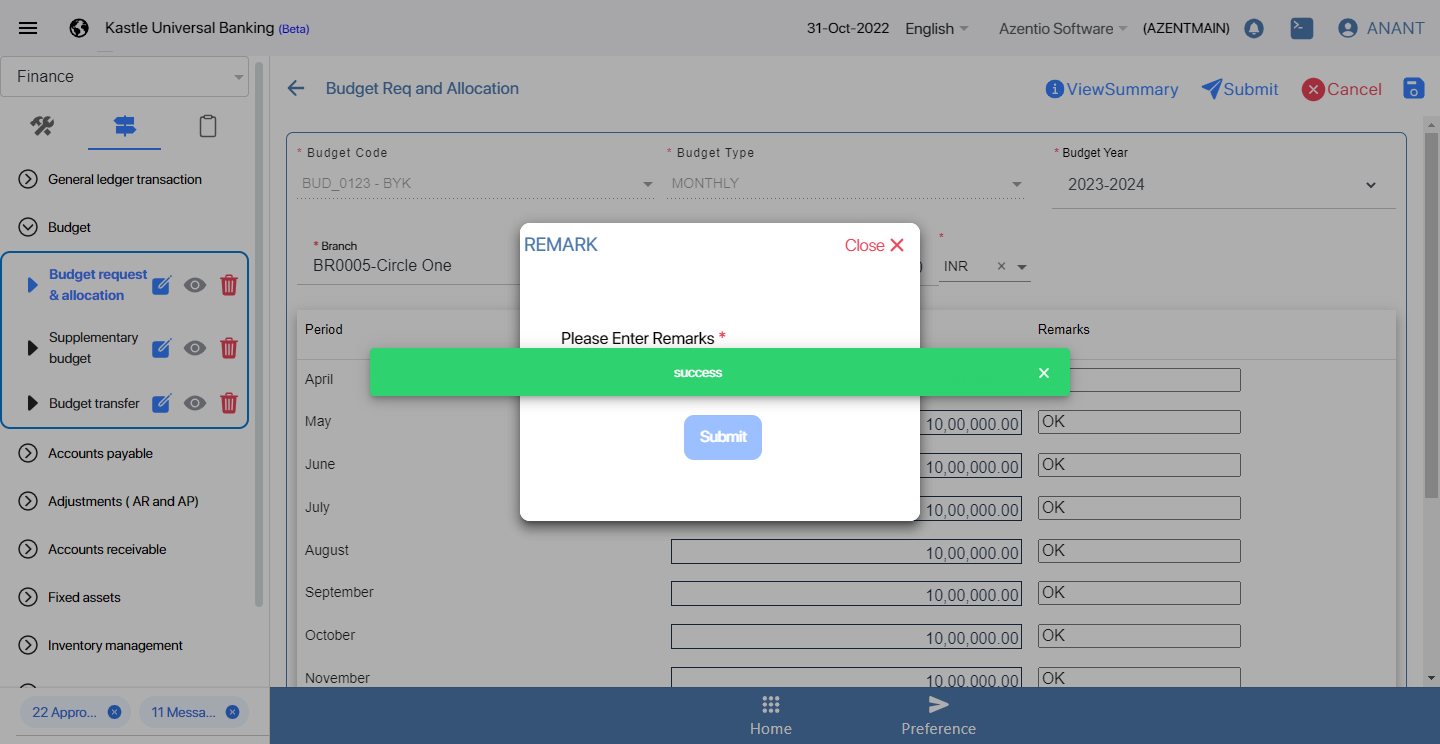 Kastle Universal Banking (Beta)
31-Oct-2022
English
Azentio Software
(AZENTMAIN)
ANANT
Finance
General ledger transaction
Budget
Budget request
& allocation
Supplementary
budget
Budget transfer
Accounts payable
Adjustments ( AR and AP)
Accounts receivable
Fixed assets
Inventory management
22 Appro...
11 Messa...
Budget Req and Allocation
ViewSummary
Submit
Cancel
* Budget Code
* Budget Type
* Budget Year
BUD_0123 - BYK
MONTHLY
2023-2024
* Branch
*
BR0005-Circle One
)
INR
×
REMARK
Close
Please Enter Remarks *
success
Submit
Period
Remarks
April
May
10,00,000.00
OK
June
10,00,000.00
OK
July
10,00,000.00
OK
August
10,00,000.00
OK
September
10,00,000.00
OK
October
10,00,000.00
OK
November
10,00,000.00
OK
Home
Preference